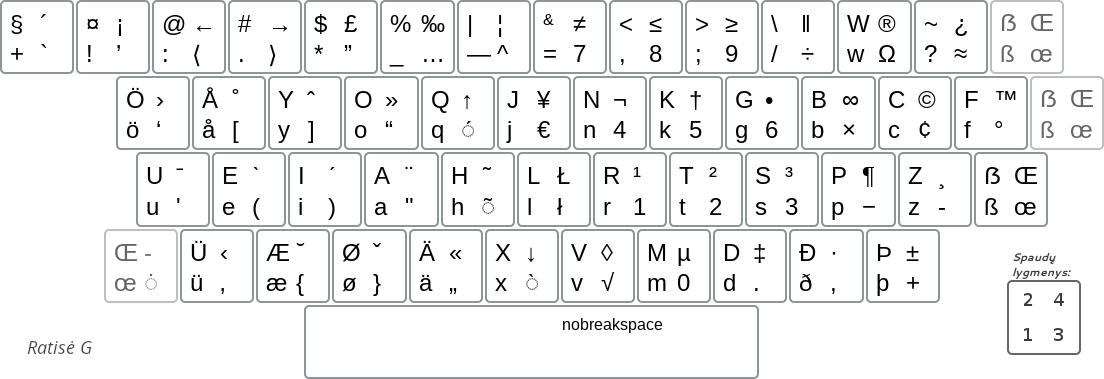 § ´ ¤ ¡ @ ← # → $ £ % ‰ | ¦ & ≠ < ≤ > ≥ \ ‖ W ® ~ ¿ ẞ Œ
+ ` ! ’ : ⟨ . ⟩ * ” _ … — ^ = 7 , 8 ; 9 / ÷ w Ω ? ≈ ß œ
Ö › Å ° Y ˆ O » Q ↑ J ¥ N ¬ K † G • B ∞ C © F ™ ẞ Œ
ö ‘ å [ y ] o “ q ◌́ j € n 4 k 5 g 6 b × c ¢ f ° ß œ
U ¯ E ` I ´ A ¨ H ˜ L Ł R ¹ T ² S ³ P ¶ Z ¸ ẞ Œ
u ' e ( i ) a " h ◌̃ l ł r 1 t 2 s 3 p − z - ß œ
Œ - Ü ‹ Æ ˘ Ø ˇ Ä « X ↓ V ◊ M µ D ‡ Ð · Þ ±
œ ◌̇ ü ‚ æ { ø } ä „ x ◌̀ v √ m 0 d . ð , þ +
Spaudų
lygmenys:
2 4
1 3
nobreakspace
Ratisė G